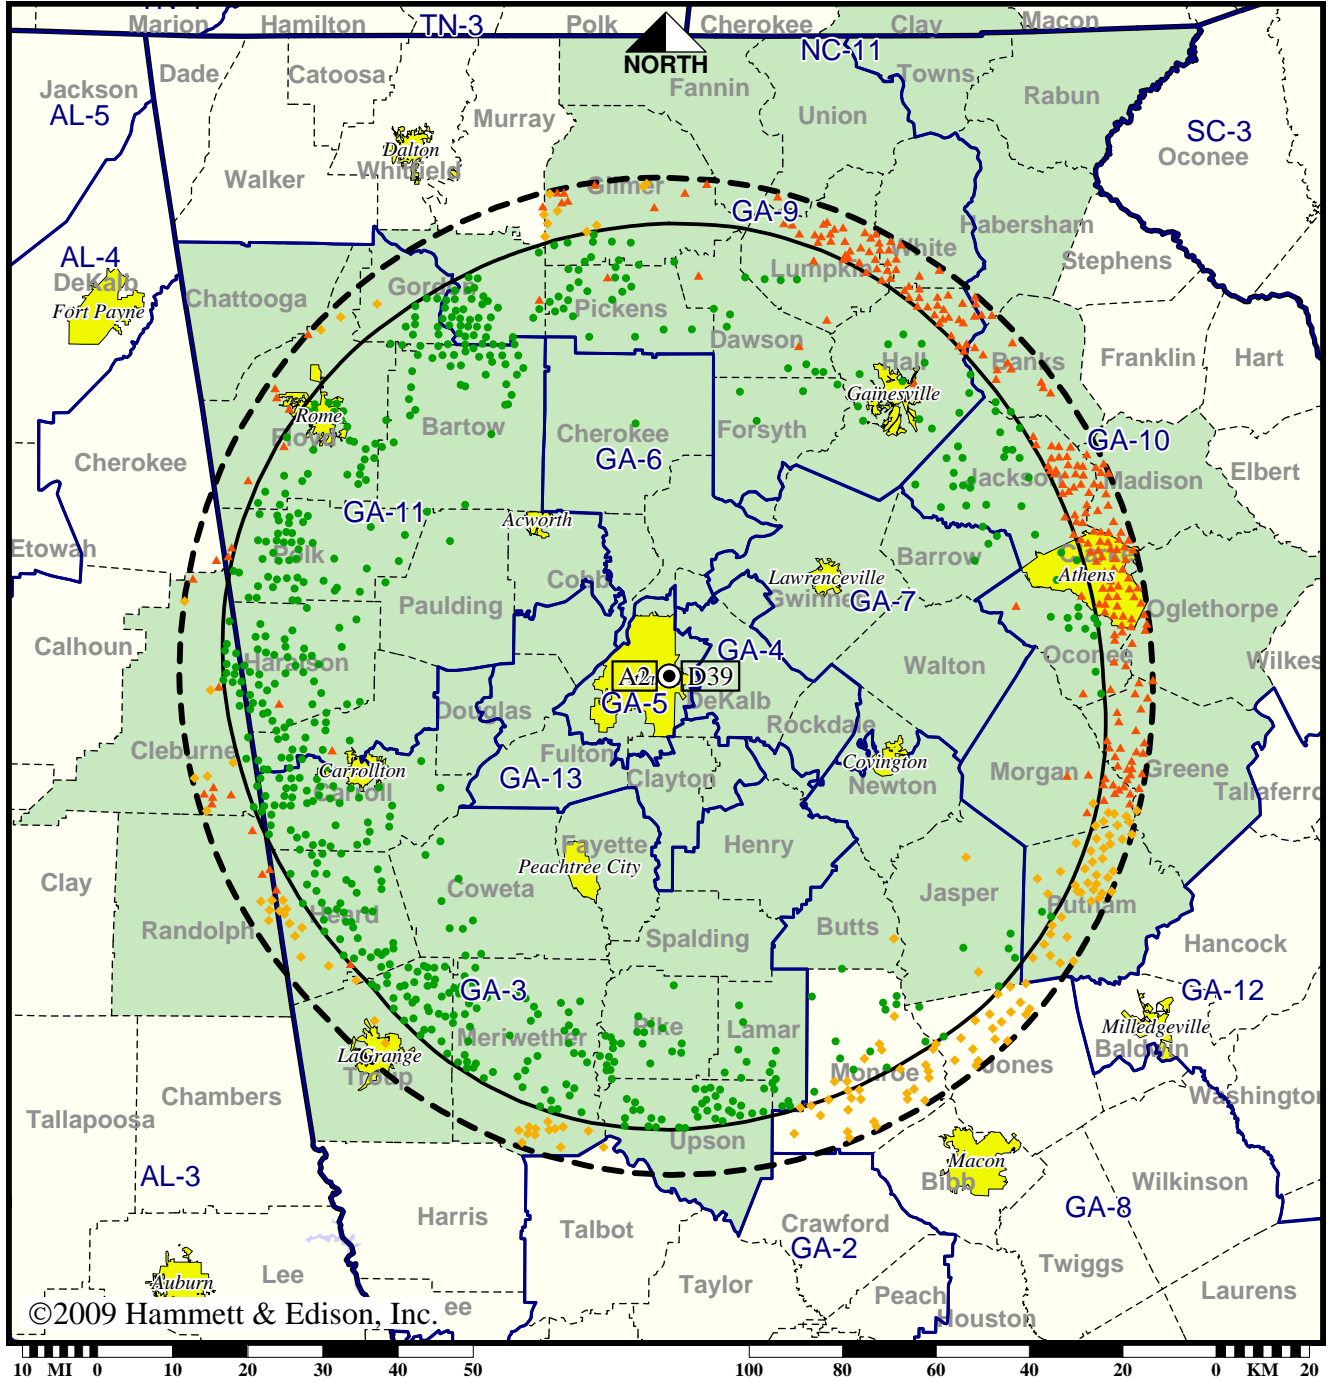 TN-4
Marion
Hamilton
TN-3
Polk
Cherokee
Clay
Macon
NORTH
NC-11
Dade
Catoosa
Fannin
Towns
Rabun
Jackson
AL-5
Murray
Union
SC-3
Oconee
Dalton
Whitfield
Walker
Gilmer
GA-9
Habersham
White
Stephens
AL-4
DeKalb
Fort Payne
Chattooga
Gordon
Lumpkin
Pickens
Dawson
Hall
Banks
Franklin
Hart
Gainesville
Rome
Floyd
Bartow
Cherokee
GA-6
Forsyth
GA-10
Cherokee
Jackson
Madison
Elbert
GA-11
Acworth
Etowah
Polk
Cobb
Barrow
Clarke
Athens
Lawrenceville
Gwinnett
GA-7
Paulding
Oglethorpe
Calhoun
Haralson
GA-4
Walton
Oconee
Wilkes
A2
D39
GA-5
DeKalb
Douglas
Rockdale
Cleburne
Fulton
GA-13
Clayton
Covington
Newton
Morgan
Greene
Taliaferro
Carrollton
Carroll
Fayette
Peachtree City
Henry
Clay
Coweta
Jasper
Putnam
Randolph
Heard
Spalding
Butts
Hancock
GA-3
GA-12
Meriwether
Pike
Lamar
Milledgeville
Baldwin
LaGrange
Troup
Monroe
Jones
Washington
Chambers
Tallapoosa
Upson
Macon
Bibb
AL-3
Wilkinson
GA-8
Harris
Talbot
Crawford
GA-2
Twiggs
Auburn
Lee
Taylor
Peach
Houston
Laurens
©2009 Hammett & Edison, Inc.
ee
10 MI 0 10 20 30 40 50 100 80 60 40 20 0 KM 20